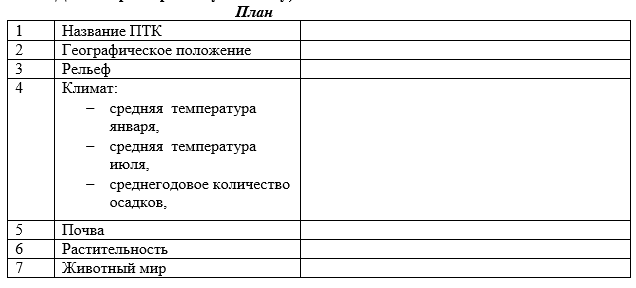 План
1 Название ПТК
2 Географическое положение
3 Рельеф
4 Климат:
– средняя температура
января,
– средняя температура
июля,
– среднегодовое количество
осадков,
5 Почва
6 Растительность
7 Животный мир